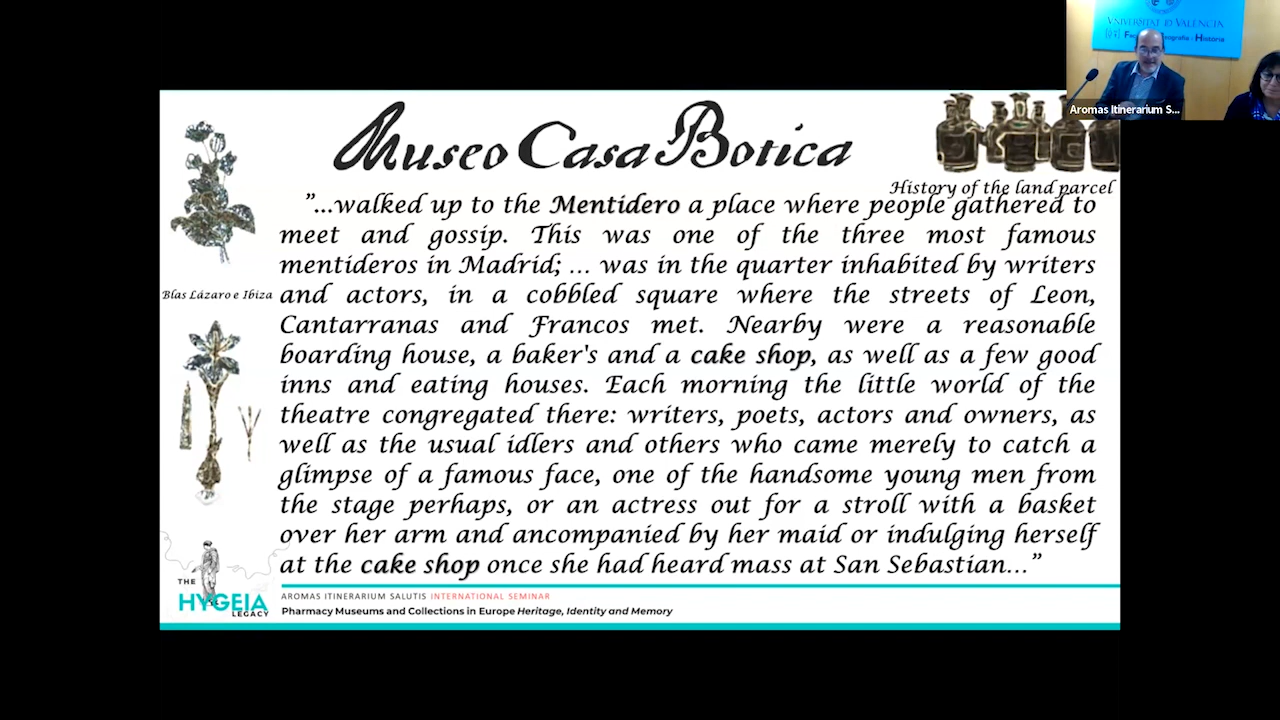 VNIVERSITAT ID VALÈNCIA
Museo Casa Botica
Aromas Itinerarium S...
History of the land parcel
"...walked up to the Mentidero a place where people gathered to
meet and gossip. This was one of the three most famous
mentideros in Madrid; ... was in the quarter inhabited by writers
Blas Lázaro e Ibiza
and actors, in a cobbled square where the streets of Leon,
Cantarranas and Francos met. Nearby were a reasonable
boarding house, a baker's and a cake shop, as well as a few good
inns and eating houses. Each morning the little world of the
theatre congregated there: writers, poets, actors and owners, as
well as the usual idlers and others who came merely to catch a
glimpse of a famous face, one of the handsome young men from
the stage perhaps, or an actress out for a stroll with a basket
over her arm and ancompanied by her maid or indulging herself
at the cake shop once she had heard mass at San Sebastian..."
THE
HYGEIA
LEGACY
AROMAS ITINERARIUM SALUTIS INTERNATIONAL SEMINAR
Pharmacy Museums and Collections in Europe Heritage, Identity and Memory